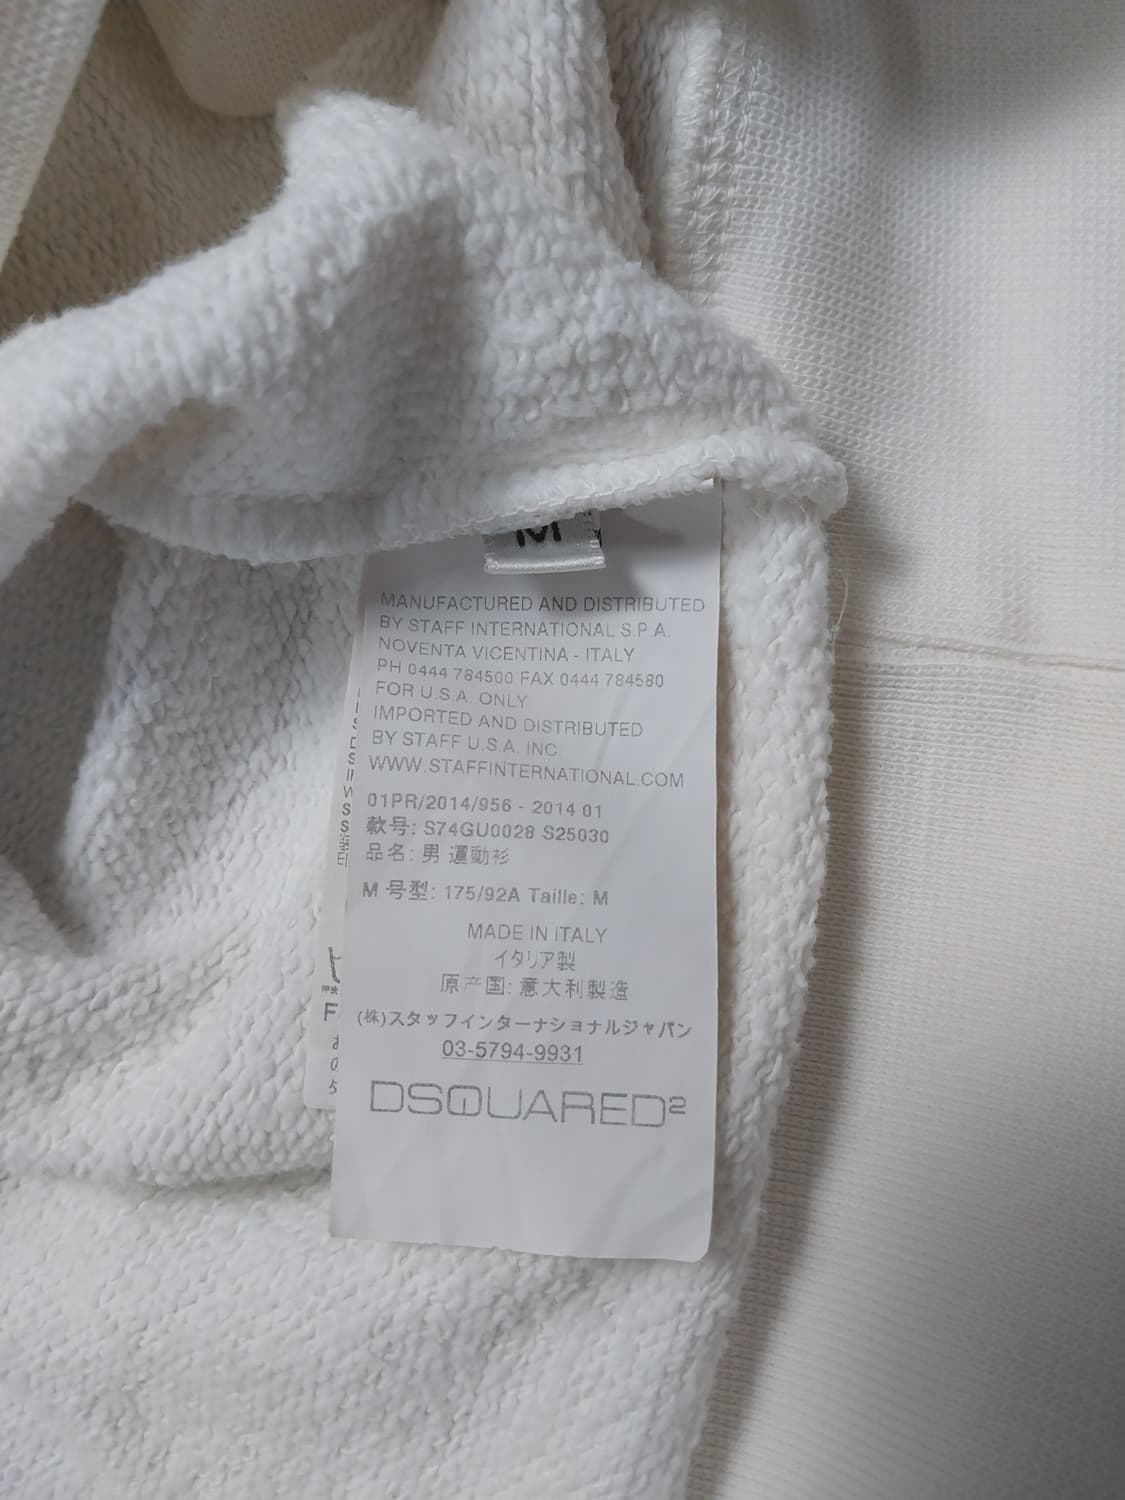 M
MANUFACTURED AND DISTRIBUTED
BY STAFF INTERNATIONAL S.P.A.
NOVENTA VICENTINA - ITALY
PH 0444 784500 FAX 0444 784580
FOR U.S.A. ONLY
IMPORTED AND DISTRIBUTED
BY STAFF U.S.A. INC.
WWW.STAFFINTERNATIONAL.COM
01PR/2014/956 - 2014 01
款号: S74GU0028 S25030
品名: 男 運動衫
M 号型: 175/92A Taille: M
MADE IN ITALY
イタリア製
原产国: 意大利製造
(株)スタッフインターナショナルジャパン
03-5794-9931
DSQUARED2